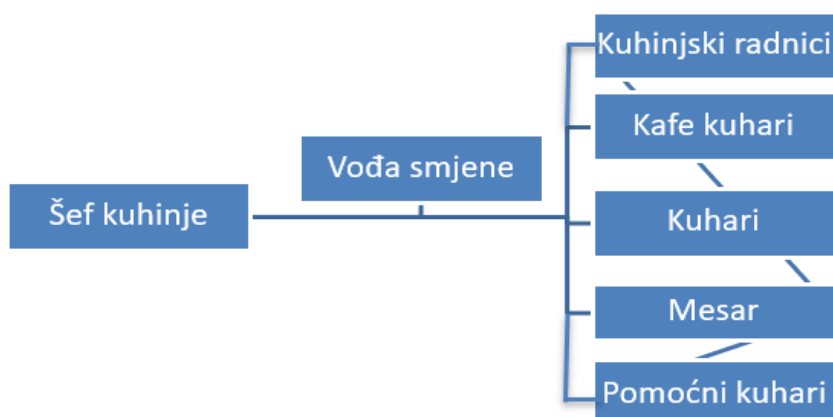 Šef kuhinje
Vođa smjene
Kuhinjski radnici
Kafe kuhari
Kuhari
Mesar
Pomoćni kuhari